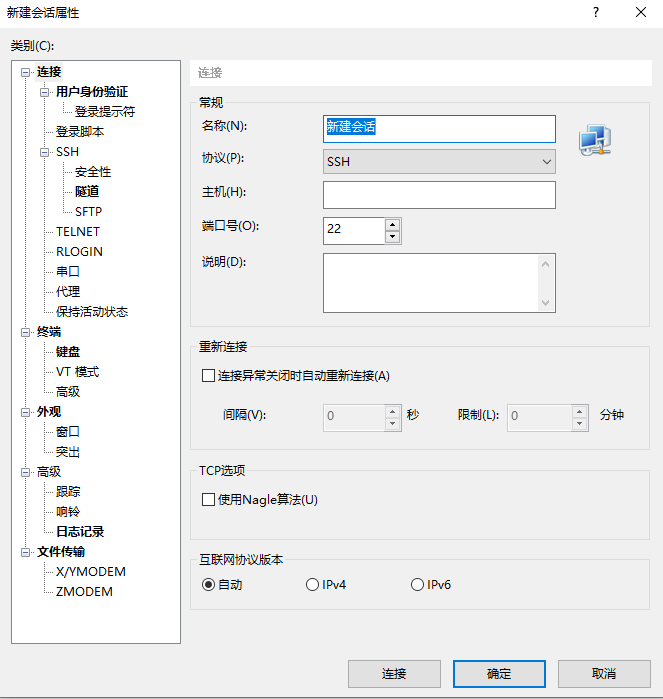 新建会话属性
?
类别(C):
连接
用户身份验证
登录提示符
登录脚本
SSH
安全性
隧道
SFTP
TELNET
RLOGIN
串口
代理
保持活动状态
终端
键盘
VT 模式
高级
外观
窗口
突出
高级
跟踪
响铃
日志记录
文件传输
X/YMODEM
ZMODEM
连接
常规
名称(N): 新建会话
协议(P): SSH
主机(H):
端口号(O): 22
说明(D):
重新连接
连接异常关闭时自动重新连接(A)
间隔(V): 0 秒 限制(L): 0 分钟
TCP选项
使用Nagle算法(U)
互联网协议版本
自动 IPv4 IPv6
连接 确定 取消